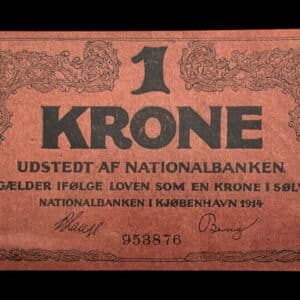 1
KRONE
UDSTEDT AF NATIONALBANKEN
GÆLDER IFØLGE LOVEN SOM EN KRONE I SØLV
NATIONALBANKEN I KJØBENHAVN 1914
953876